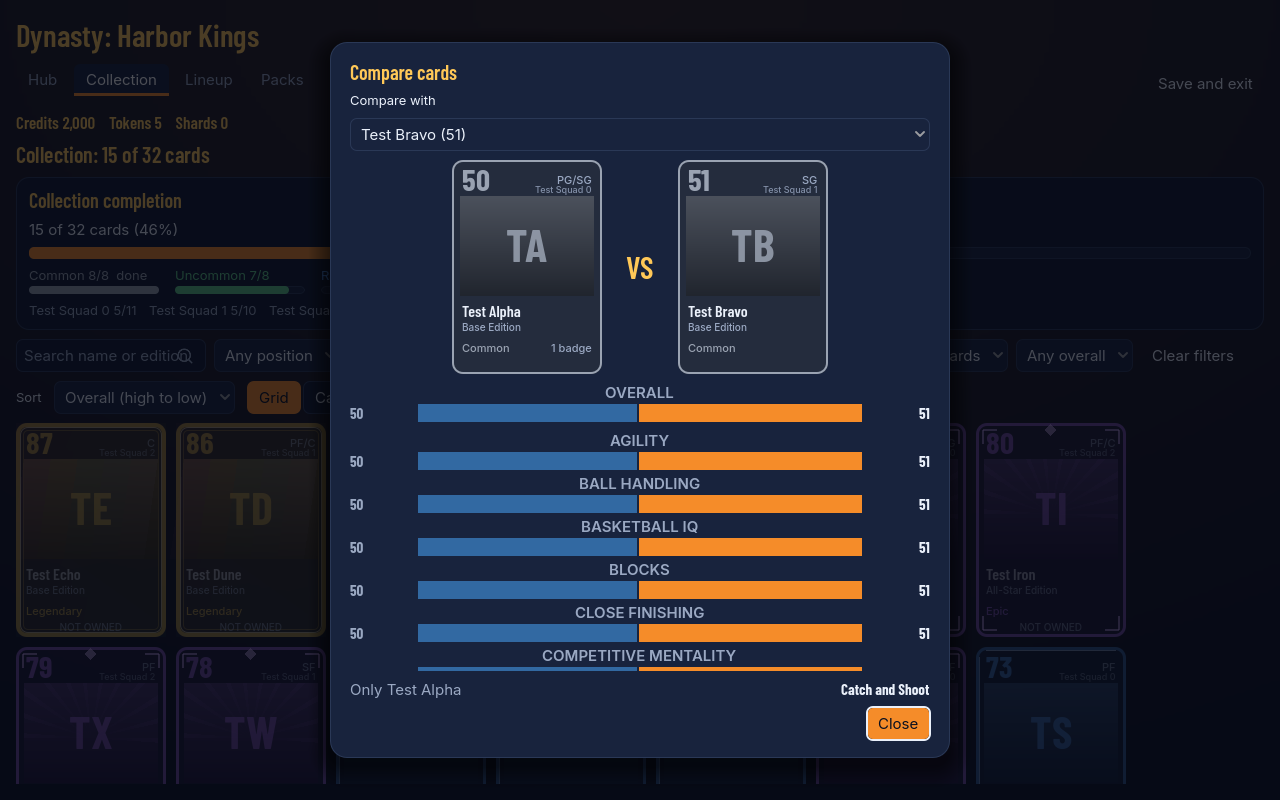 Dynasty: Harbor Kings
Hub Collection Lineup Packs Save and exit
Credits 2,000 Tokens 5 Shards 0
Collection: 15 of 32 cards
Collection completion
15 of 32 cards (46%)
Common 8/8 done Uncommon 7/8 R
Test Squad 0 5/11 Test Squad 1 5/10 Test Squa
Search name or edition Any position ards Any overall Clear filters
Sort Overall (high to low) Grid Ca
87 C
Test Squad 2
TE
Test Echo
Base Edition
Legendary
NOT OWNED
86 PF/C
Test Squad 1
TD
Test Dune
Base Edition
Legendary
NOT OWNED
80 PF/C
Test Squad 2
TI
Test Iron
All-Star Edition
Epic
NOT OWNED
79 PF
Test Squad 2
TX
78 SF
Test Squad 1
TW
73 PF
Test Squad 0
TS
Compare cards
Compare with
Test Bravo (51)
50 PG/SG
Test Squad 0
TA
Test Alpha
Base Edition
Common 1 badge
VS
51 SG
Test Squad 1
TB
Test Bravo
Base Edition
Common
OVERALL
50 51
AGILITY
50 51
BALL HANDLING
50 51
BASKETBALL IQ
50 51
BLOCKS
50 51
CLOSE FINISHING
50 51
COMPETITIVE MENTALITY
Only Test Alpha Catch and Shoot
Close